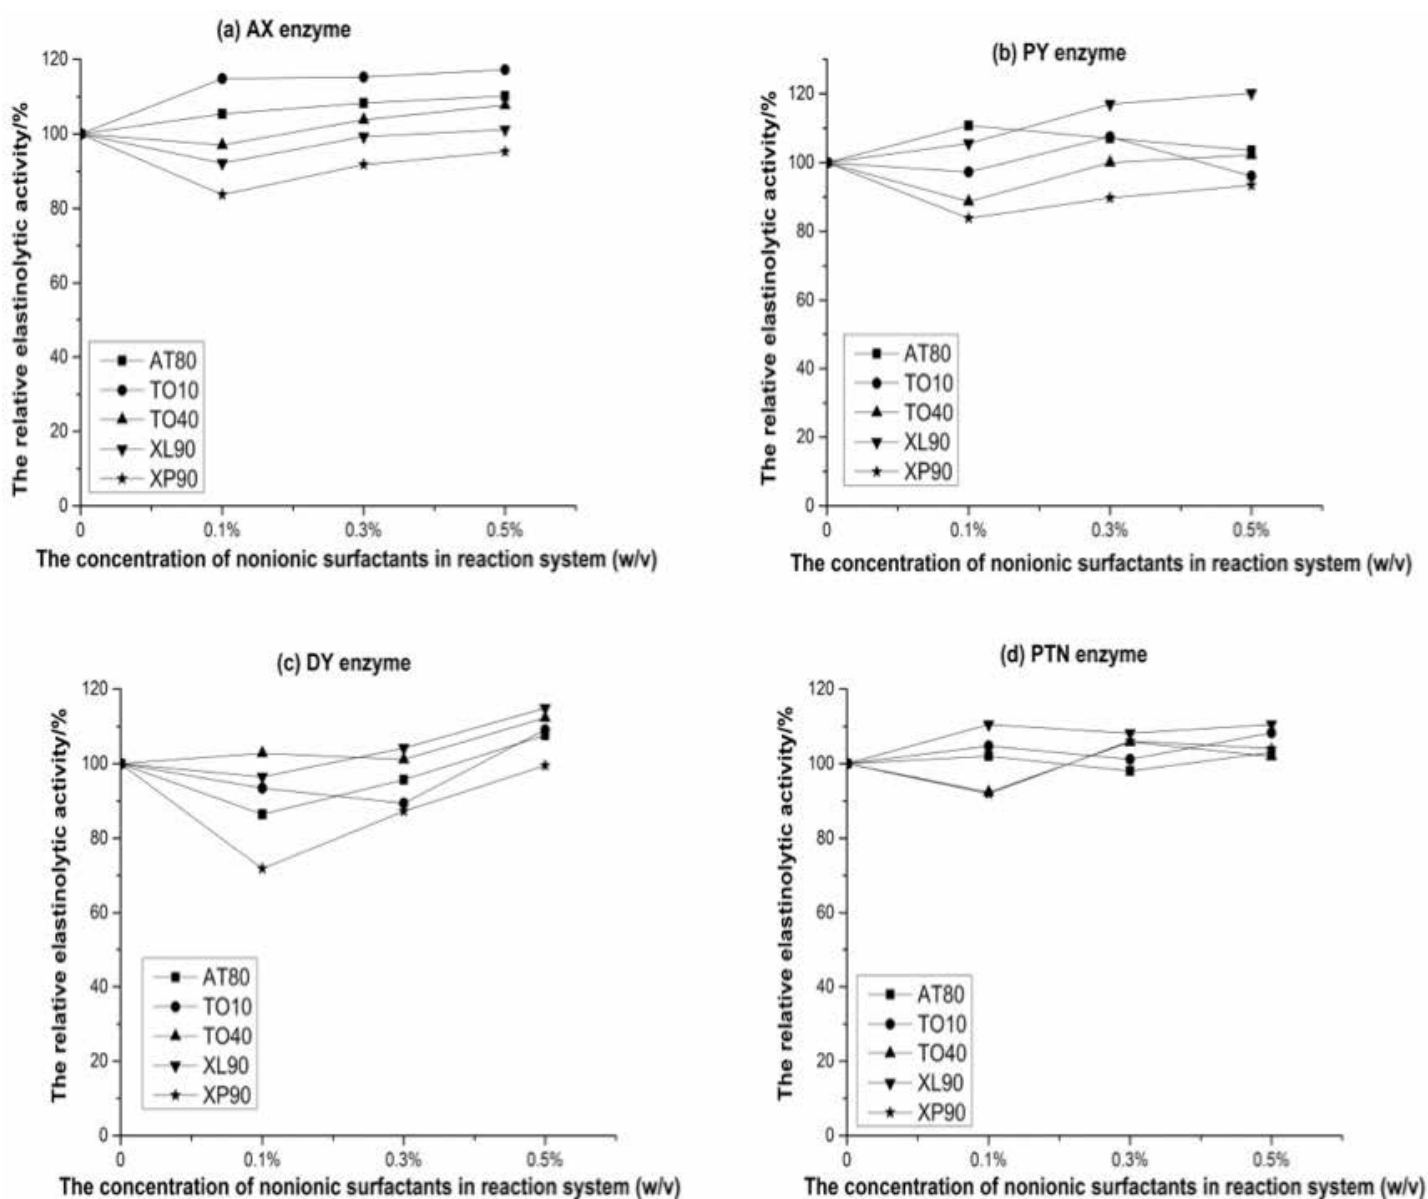 (a) AX enzyme
The relative elastinolytic activity/%
120
100
80
60
40
20
0
AT80
TO10
TO40
XL90
XP90
0 0.1% 0.3% 0.5%
The concentration of nonionic surfactants in reaction system (w/v)
(b) PY enzyme
The relative elastinolytic activity/%
120
100
80
60
40
20
0
AT80
TO10
TO40
XL90
XP90
0 0.1% 0.3% 0.5%
The concentration of nonionic surfactants in reaction system (w/v)
(c) DY enzyme
The relative elastinolytic activity/%
120
100
80
60
40
20
0
AT80
TO10
TO40
XL90
XP90
0 0.1% 0.3% 0.5%
The concentration of nonionic surfactants in reaction system (w/v)
(d) PTN enzyme
The relative elastinolytic activity/%
120
100
80
60
40
20
0
AT80
TO10
TO40
XL90
XP90
0 0.1% 0.3% 0.5%
The concentration of nonionic surfactants in reaction system (w/v)